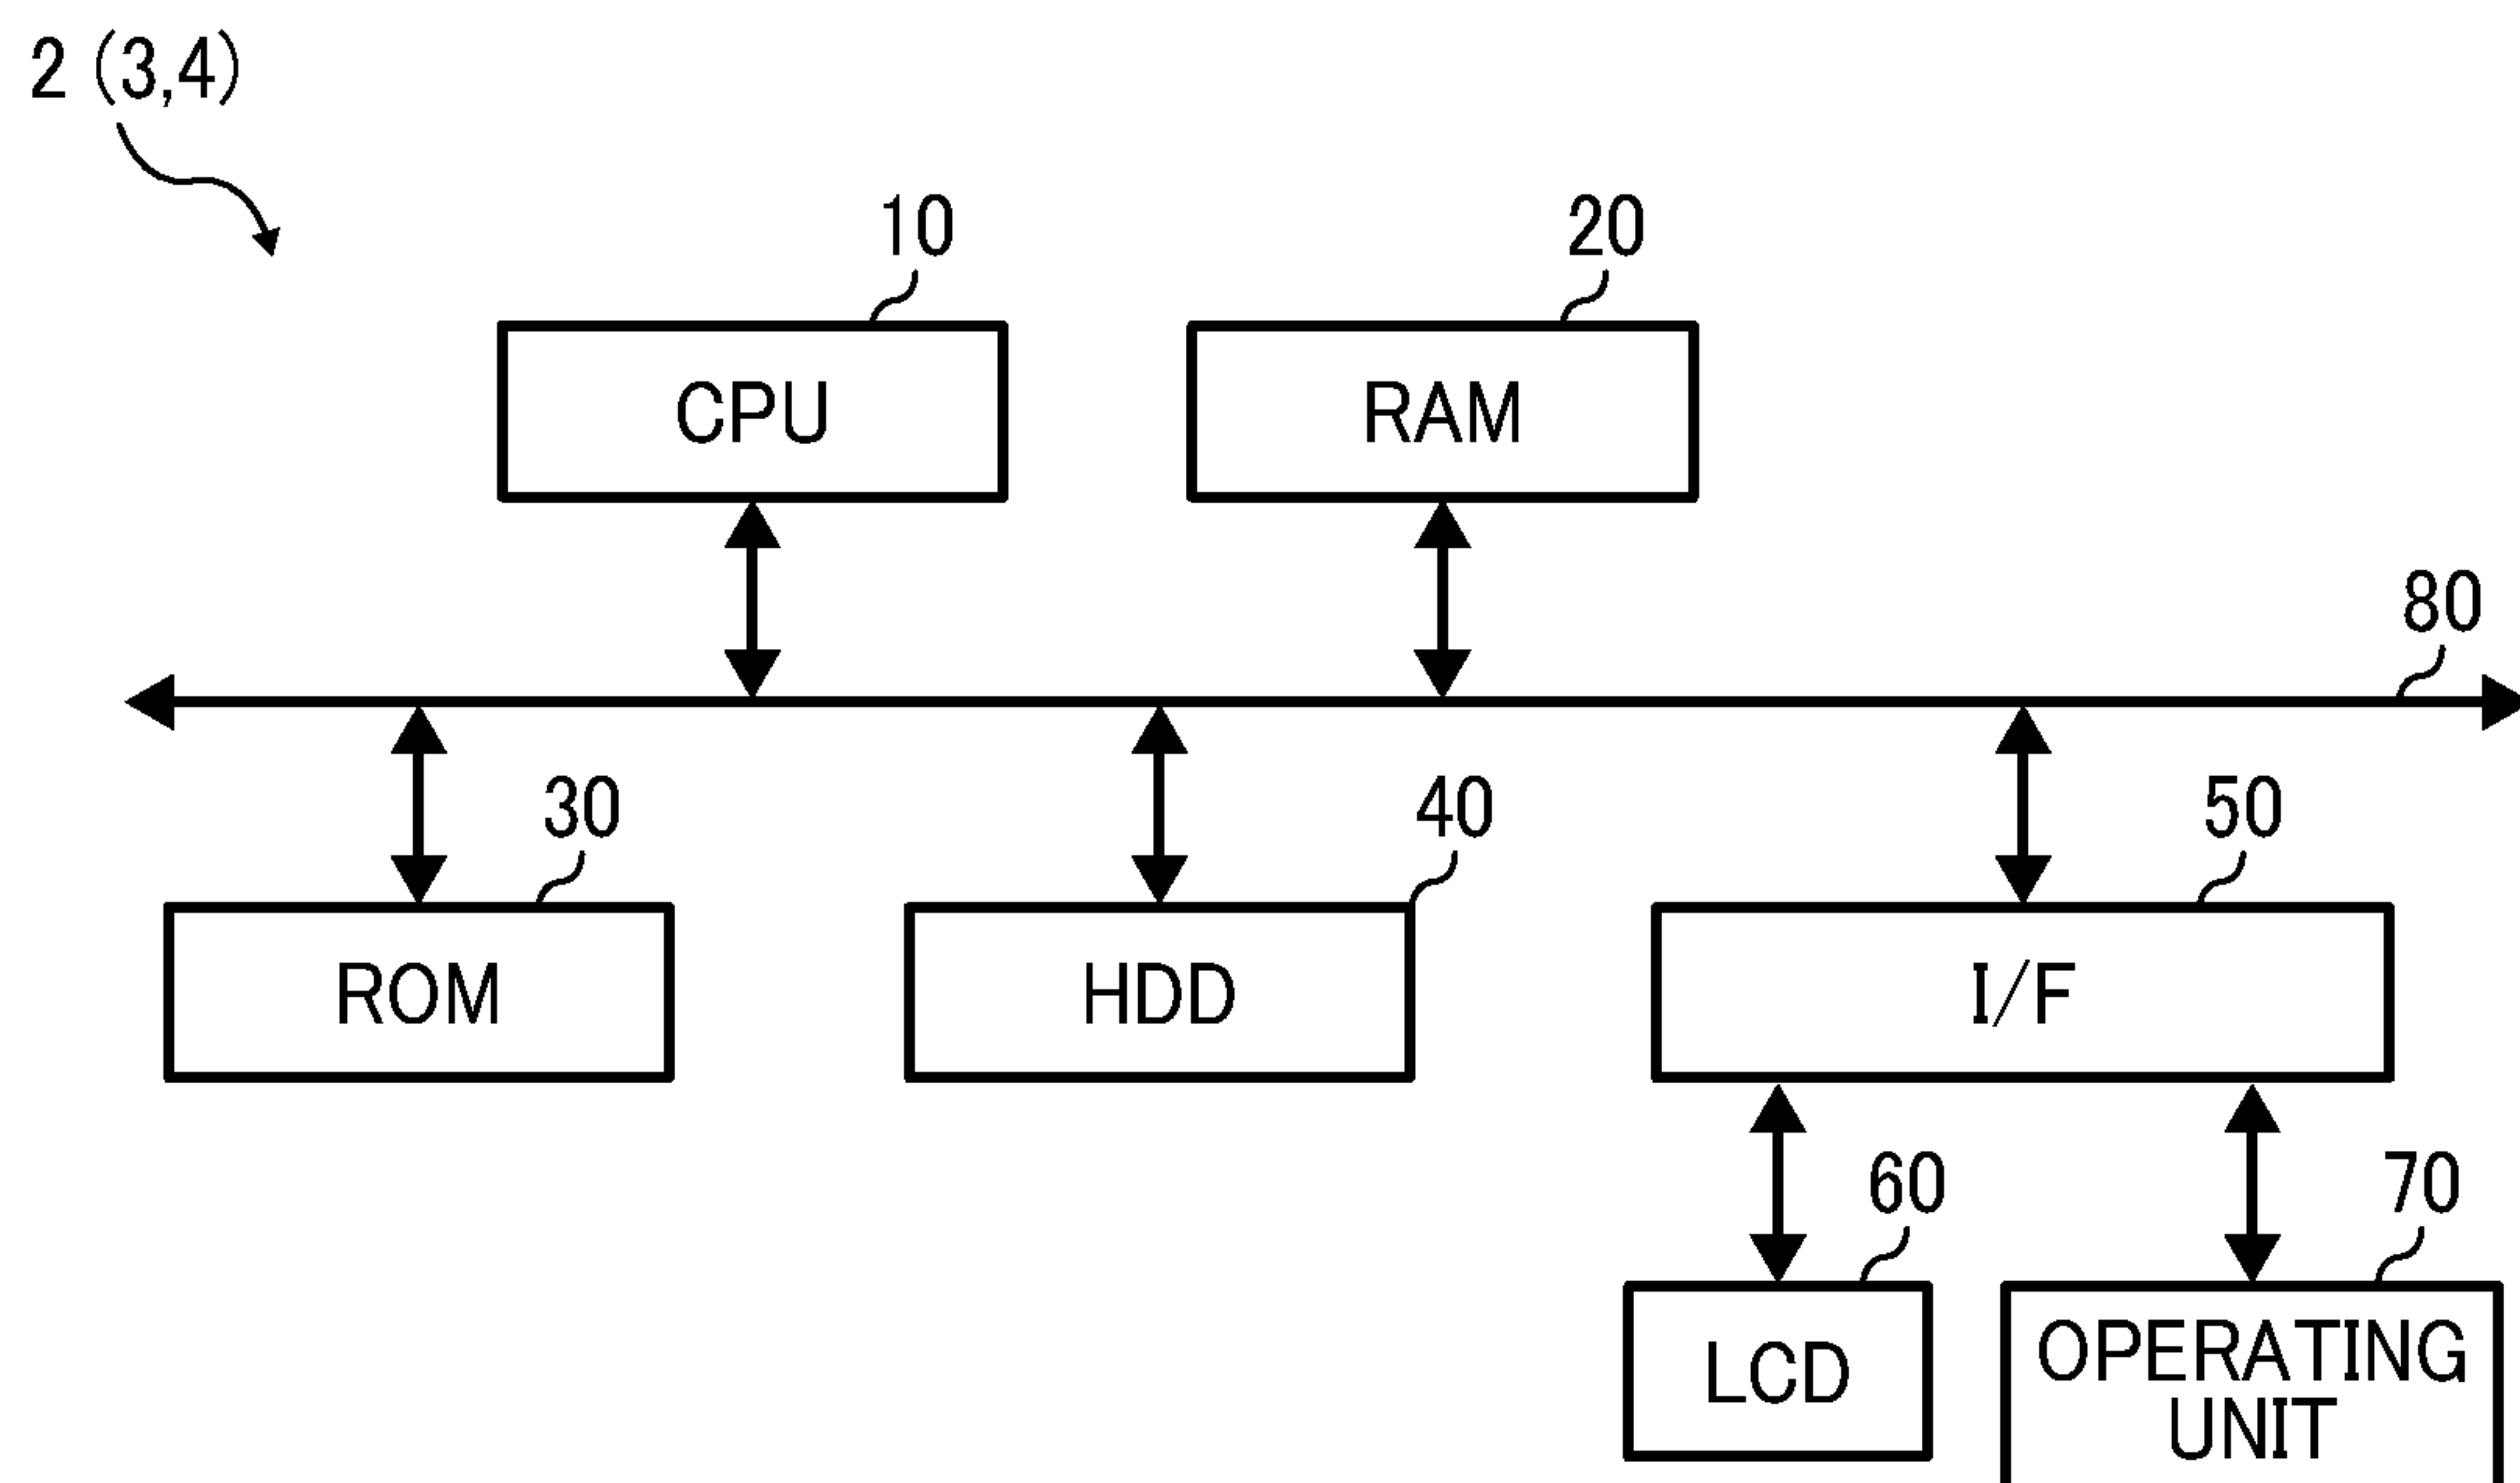 2 (3,4)
10
20
CPU
RAM
80
30
40
50
ROM
HDD
I/F
60
70
LCD
OPERATING
UNIT